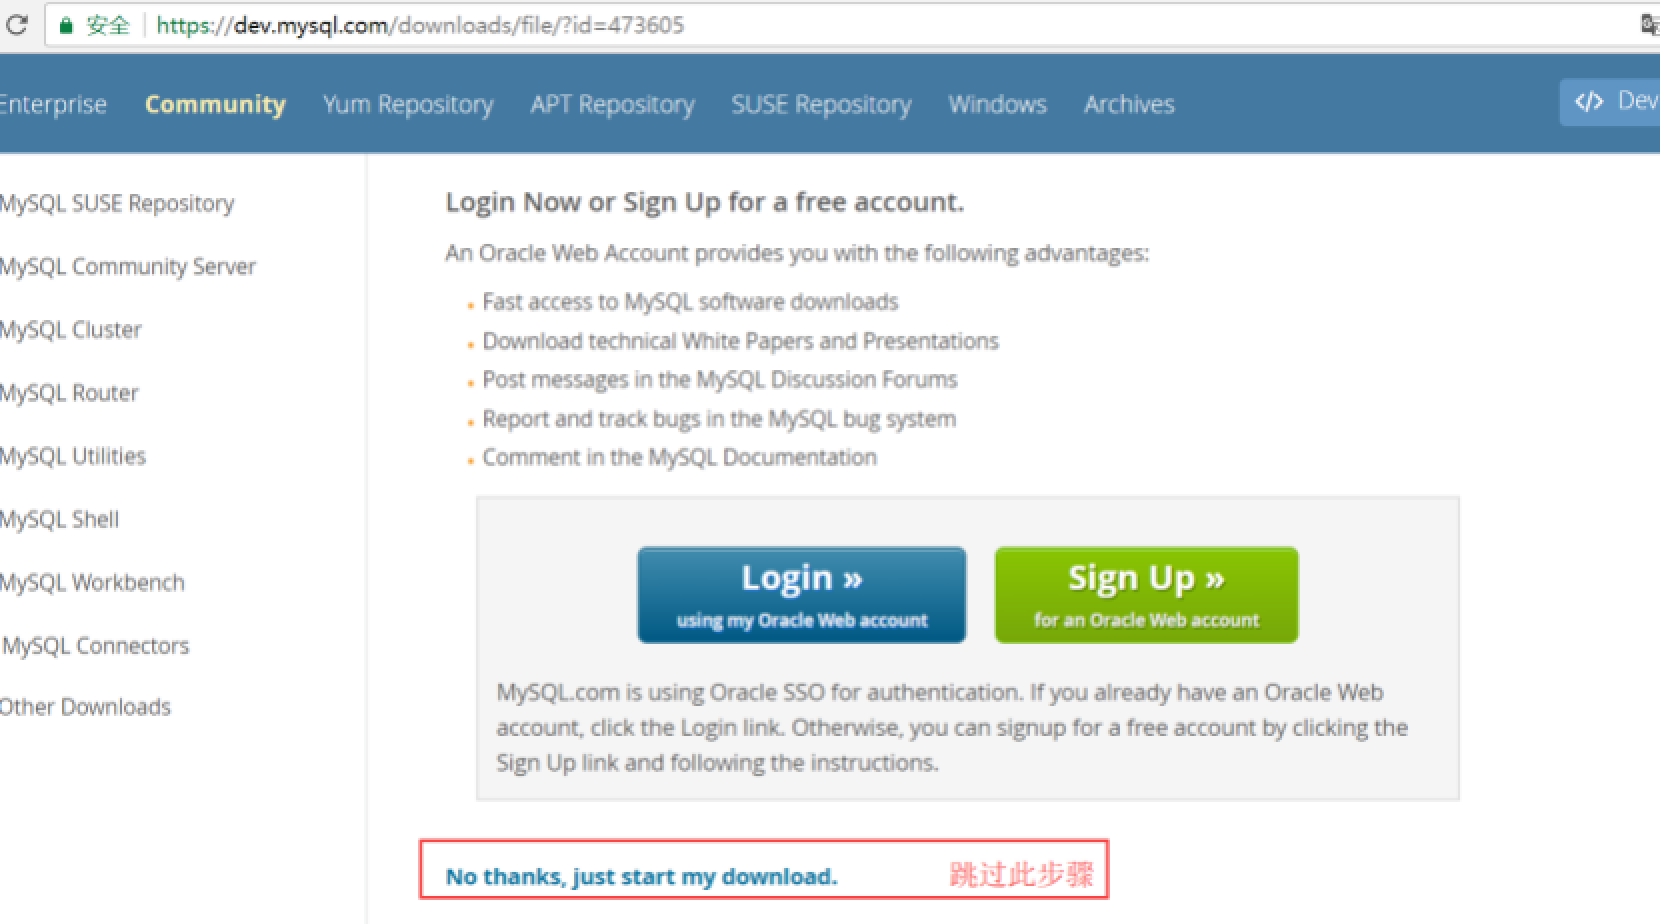 安全 https://dev.mysql.com/downloads/file/?id=473605
Enterprise Community Yum Repository APT Repository SUSE Repository Windows Archives </> Dev
MySQL SUSE Repository
MySQL Community Server
MySQL Cluster
MySQL Router
MySQL Utilities
MySQL Shell
MySQL Workbench
MySQL Connectors
Other Downloads
Login Now or Sign Up for a free account.
An Oracle Web Account provides you with the following advantages:
Fast access to MySQL software downloads
Download technical White Papers and Presentations
Post messages in the MySQL Discussion Forums
Report and track bugs in the MySQL bug system
Comment in the MySQL Documentation
Login »
using my Oracle Web account
Sign Up »
for an Oracle Web account
MySQL.com is using Oracle SSO for authentication. If you already have an Oracle Web
account, click the Login link. Otherwise, you can signup for a free account by clicking the
Sign Up link and following the instructions.
No thanks, just start my download. 跳过此步骤